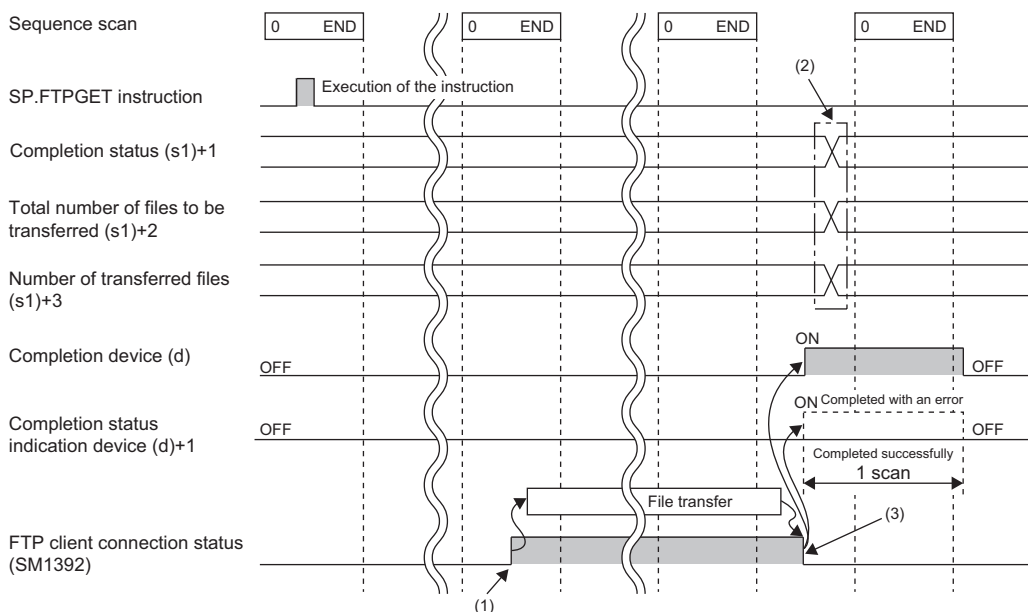 Sequence scan
0 END
0 END
0 END
0 END
(2)
SP.FTPGET instruction
Execution of the instruction
Completion status (s1)+1
Total number of files to be
transferred (s1)+2
Number of transferred files
(s1)+3
Completion device (d)
OFF
ON
OFF
Completion status
indication device (d)+1
OFF
ON
Completed with an error
OFF
Completed successfully
1 scan
File transfer
(3)
FTP client connection status
(SM1392)
(1)